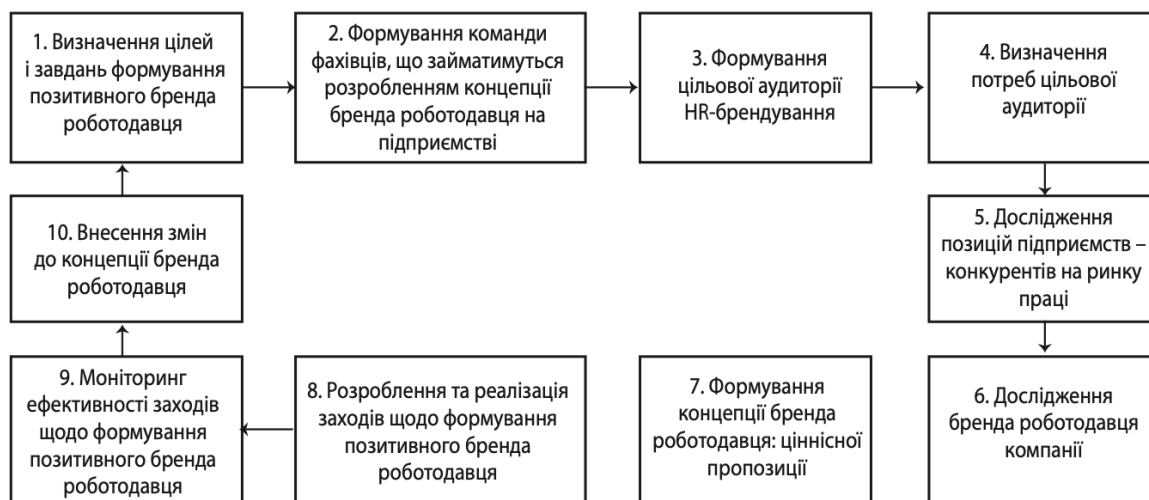 1. Визначення цілей
і завдань формування
позитивного бренда
роботодавця
2. Формування команди
фахівців, що займатимуться
розробленням концепції
бренда роботодавця на
підприємстві
3. Формування
цільової аудиторії
HR-брендування
4. Визначення
потреб цільової
аудиторії
5. Дослідження
позицій підприємств –
конкурентів на ринку
праці
6. Дослідження
бренда роботодавця
компанії
7. Формування
концепції бренда
роботодавця: ціннісної
пропозиції
8. Розроблення та реалізація
заходів щодо формування
позитивного бренда
роботодавця
9. Моніторинг
ефективності заходів
щодо формування
позитивного бренда
роботодавця
10. Внесення змін
до концепції бренда
роботодавця